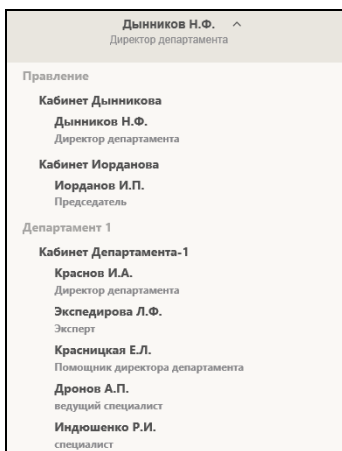 Дынников Н.Ф.
Директор департамента
Правление
Кабинет Дынникова
Дынников Н.Ф.
Директор департамента
Кабинет Иорданова
Иорданов И.П.
Председатель
Департамент 1
Кабинет Департамента-1
Краснов И.А.
Директор департамента
Экспедирова Л.Ф.
Эксперт
Красницкая Е.Л.
Помощник директора департамента
Дронов А.П.
ведущий специалист
Индюшенко Р.И.
специалист